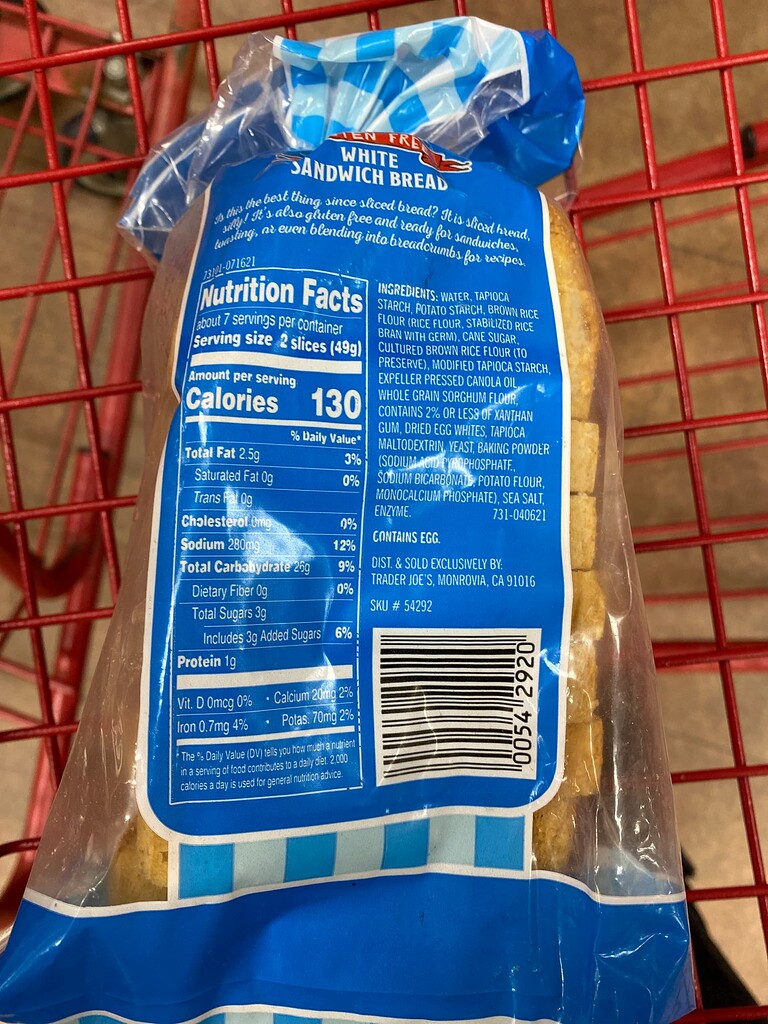 TEN FREE
WHITE
SANDWICH BREAD
Is this the best thing since sliced bread? It is sliced bread,
silly! It's also gluten free and ready for sandwiches,
toasting, or even blending into breadcrumbs for recipes.
73101-071621
Nutrition Facts
about 7 servings per container
Serving size 2 slices (49g)
Amount per serving
Calories 130
% Daily Value*
Total Fat 2.5g 3%
Saturated Fat 0g 0%
Trans Fat 0g
Cholesterol 0mg 0%
Sodium 280mg 12%
Total Carbohydrate 26g 9%
Dietary Fiber 0g 0%
Total Sugars 3g
Includes 3g Added Sugars 6%
Protein 1g
Vit. D 0mcg 0% • Calcium 20mg 2%
Iron 0.7mg 4% • Potas. 70mg 2%
*The % Daily Value (DV) tells you how much a nutrient
in a serving of food contributes to a daily diet. 2,000
calories a day is used for general nutrition advice.
INGREDIENTS: WATER, TAPIOCA
STARCH, POTATO STARCH, BROWN RICE
FLOUR (RICE FLOUR, STABILIZED RICE
BRAN WITH GERM), CANE SUGAR,
CULTURED BROWN RICE FLOUR (TO
PRESERVE), MODIFIED TAPIOCA STARCH,
EXPELLER PRESSED CANOLA OIL,
WHOLE GRAIN SORGHUM FLOUR,
CONTAINS 2% OR LESS OF XANTHAN
GUM, DRIED EGG WHITES, TAPIOCA
MALTODEXTRIN, YEAST, BAKING POWDER
(SODIUM ACID PYROPHOSPHATE,
SODIUM BICARBONATE, POTATO FLOUR,
MONOCALCIUM PHOSPHATE), SEA SALT,
ENZYME. 731-040621
CONTAINS EGG.
DIST. & SOLD EXCLUSIVELY BY:
TRADER JOE'S, MONROVIA, CA 91016
SKU # 54292
0054 2920